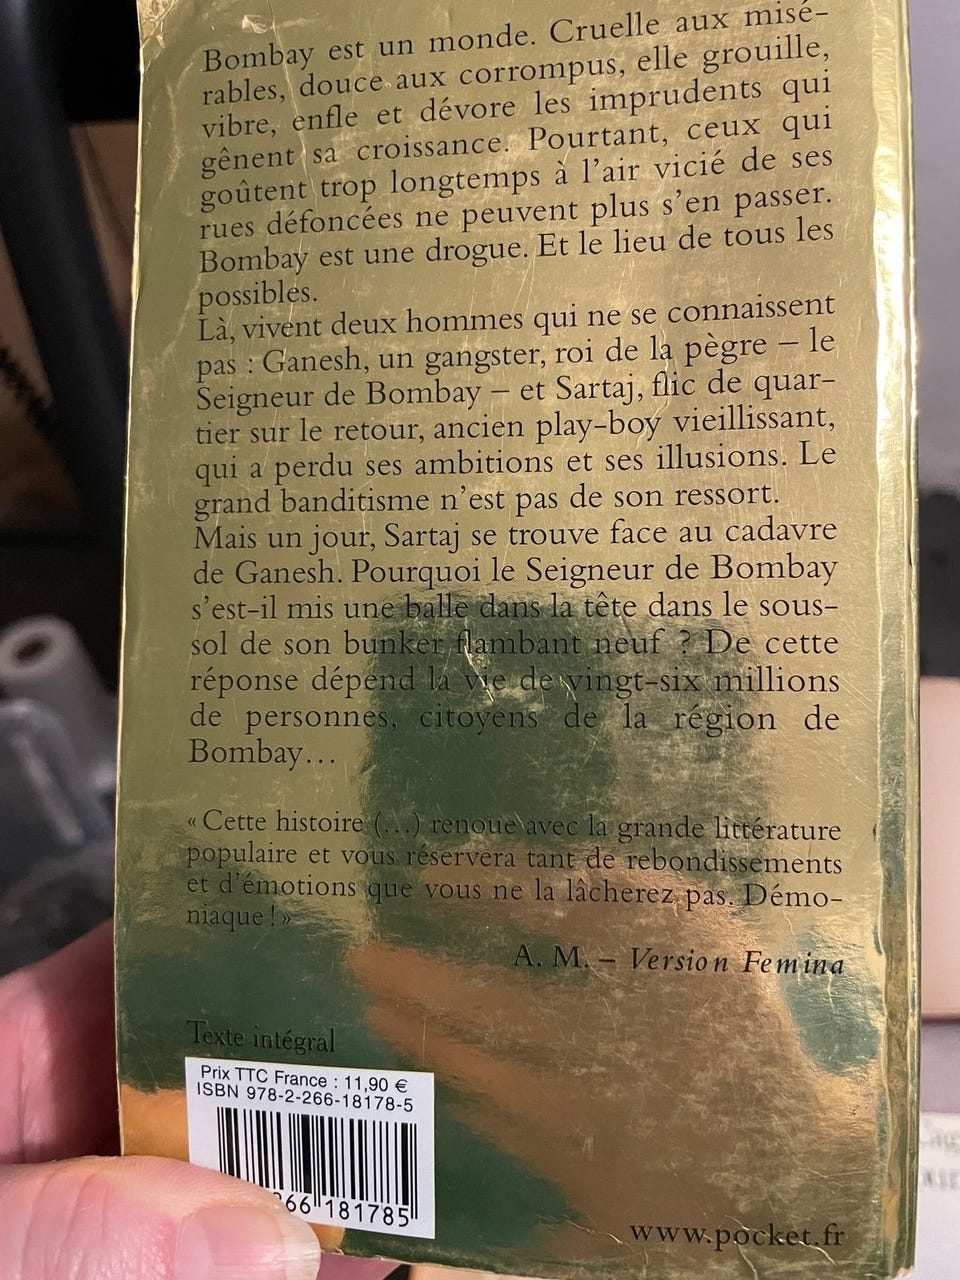 Bombay est un monde. Cruelle aux misé-
rables, douce aux corrompus, elle grouille,
vibre, enfle et dévore les imprudents qui
gênent sa croissance. Pourtant, ceux qui
goûtent trop longtemps à l'air vicié de ses
rues défoncées ne peuvent plus s'en passer.
Bombay est une drogue. Et le lieu de tous les
possibles.
Là, vivent deux hommes qui ne se connaissent
pas : Ganesh, un gangster, roi de la pègre – le
Seigneur de Bombay – et Sartaj, flic de quar-
tier sur le retour, ancien play-boy vieillissant,
qui a perdu ses ambitions et ses illusions. Le
grand banditisme n'est pas de son ressort.
Mais un jour, Sartaj se trouve face au cadavre
de Ganesh. Pourquoi le Seigneur de Bombay
s'est-il mis une balle dans la tête dans le sous-
sol de son bunker flambant neuf ? De cette
réponse dépend la vie de vingt-six millions
de personnes, citoyens de la région de
Bombay…
« Cette histoire (…) renoue avec la grande littérature
populaire et vous réservera tant de rebondissements
et d'émotions que vous ne la lâcherez pas. Démo-
niaque ! »
A. M. – Version Femina
Texte intégral
Prix TTC France : 11,90 €
ISBN 978-2-266-18178-5
66 181785
www.pocket.fr